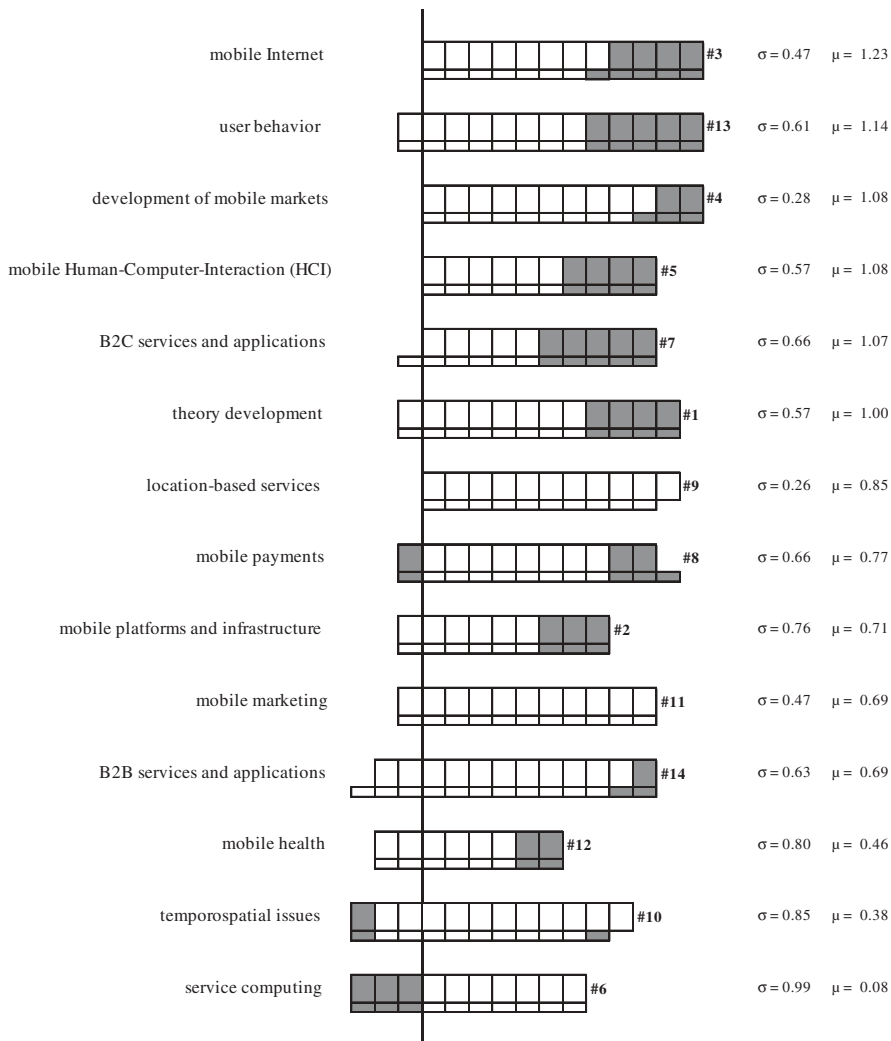 mobile Internet #3 σ = 0.47 μ = 1.23
user behavior #13 σ = 0.61 μ = 1.14
development of mobile markets #4 σ = 0.28 μ = 1.08
mobile Human-Computer-Interaction (HCI) #5 σ = 0.57 μ = 1.08
B2C services and applications #7 σ = 0.66 μ = 1.07
theory development #1 σ = 0.57 μ = 1.00
location-based services #9 σ = 0.26 μ = 0.85
mobile payments #8 σ = 0.66 μ = 0.77
mobile platforms and infrastructure #2 σ = 0.76 μ = 0.71
mobile marketing #11 σ = 0.47 μ = 0.69
B2B services and applications #14 σ = 0.63 μ = 0.69
mobile health #12 σ = 0.80 μ = 0.46
temporospatial issues #10 σ = 0.85 μ = 0.38
service computing #6 σ = 0.99 μ = 0.08